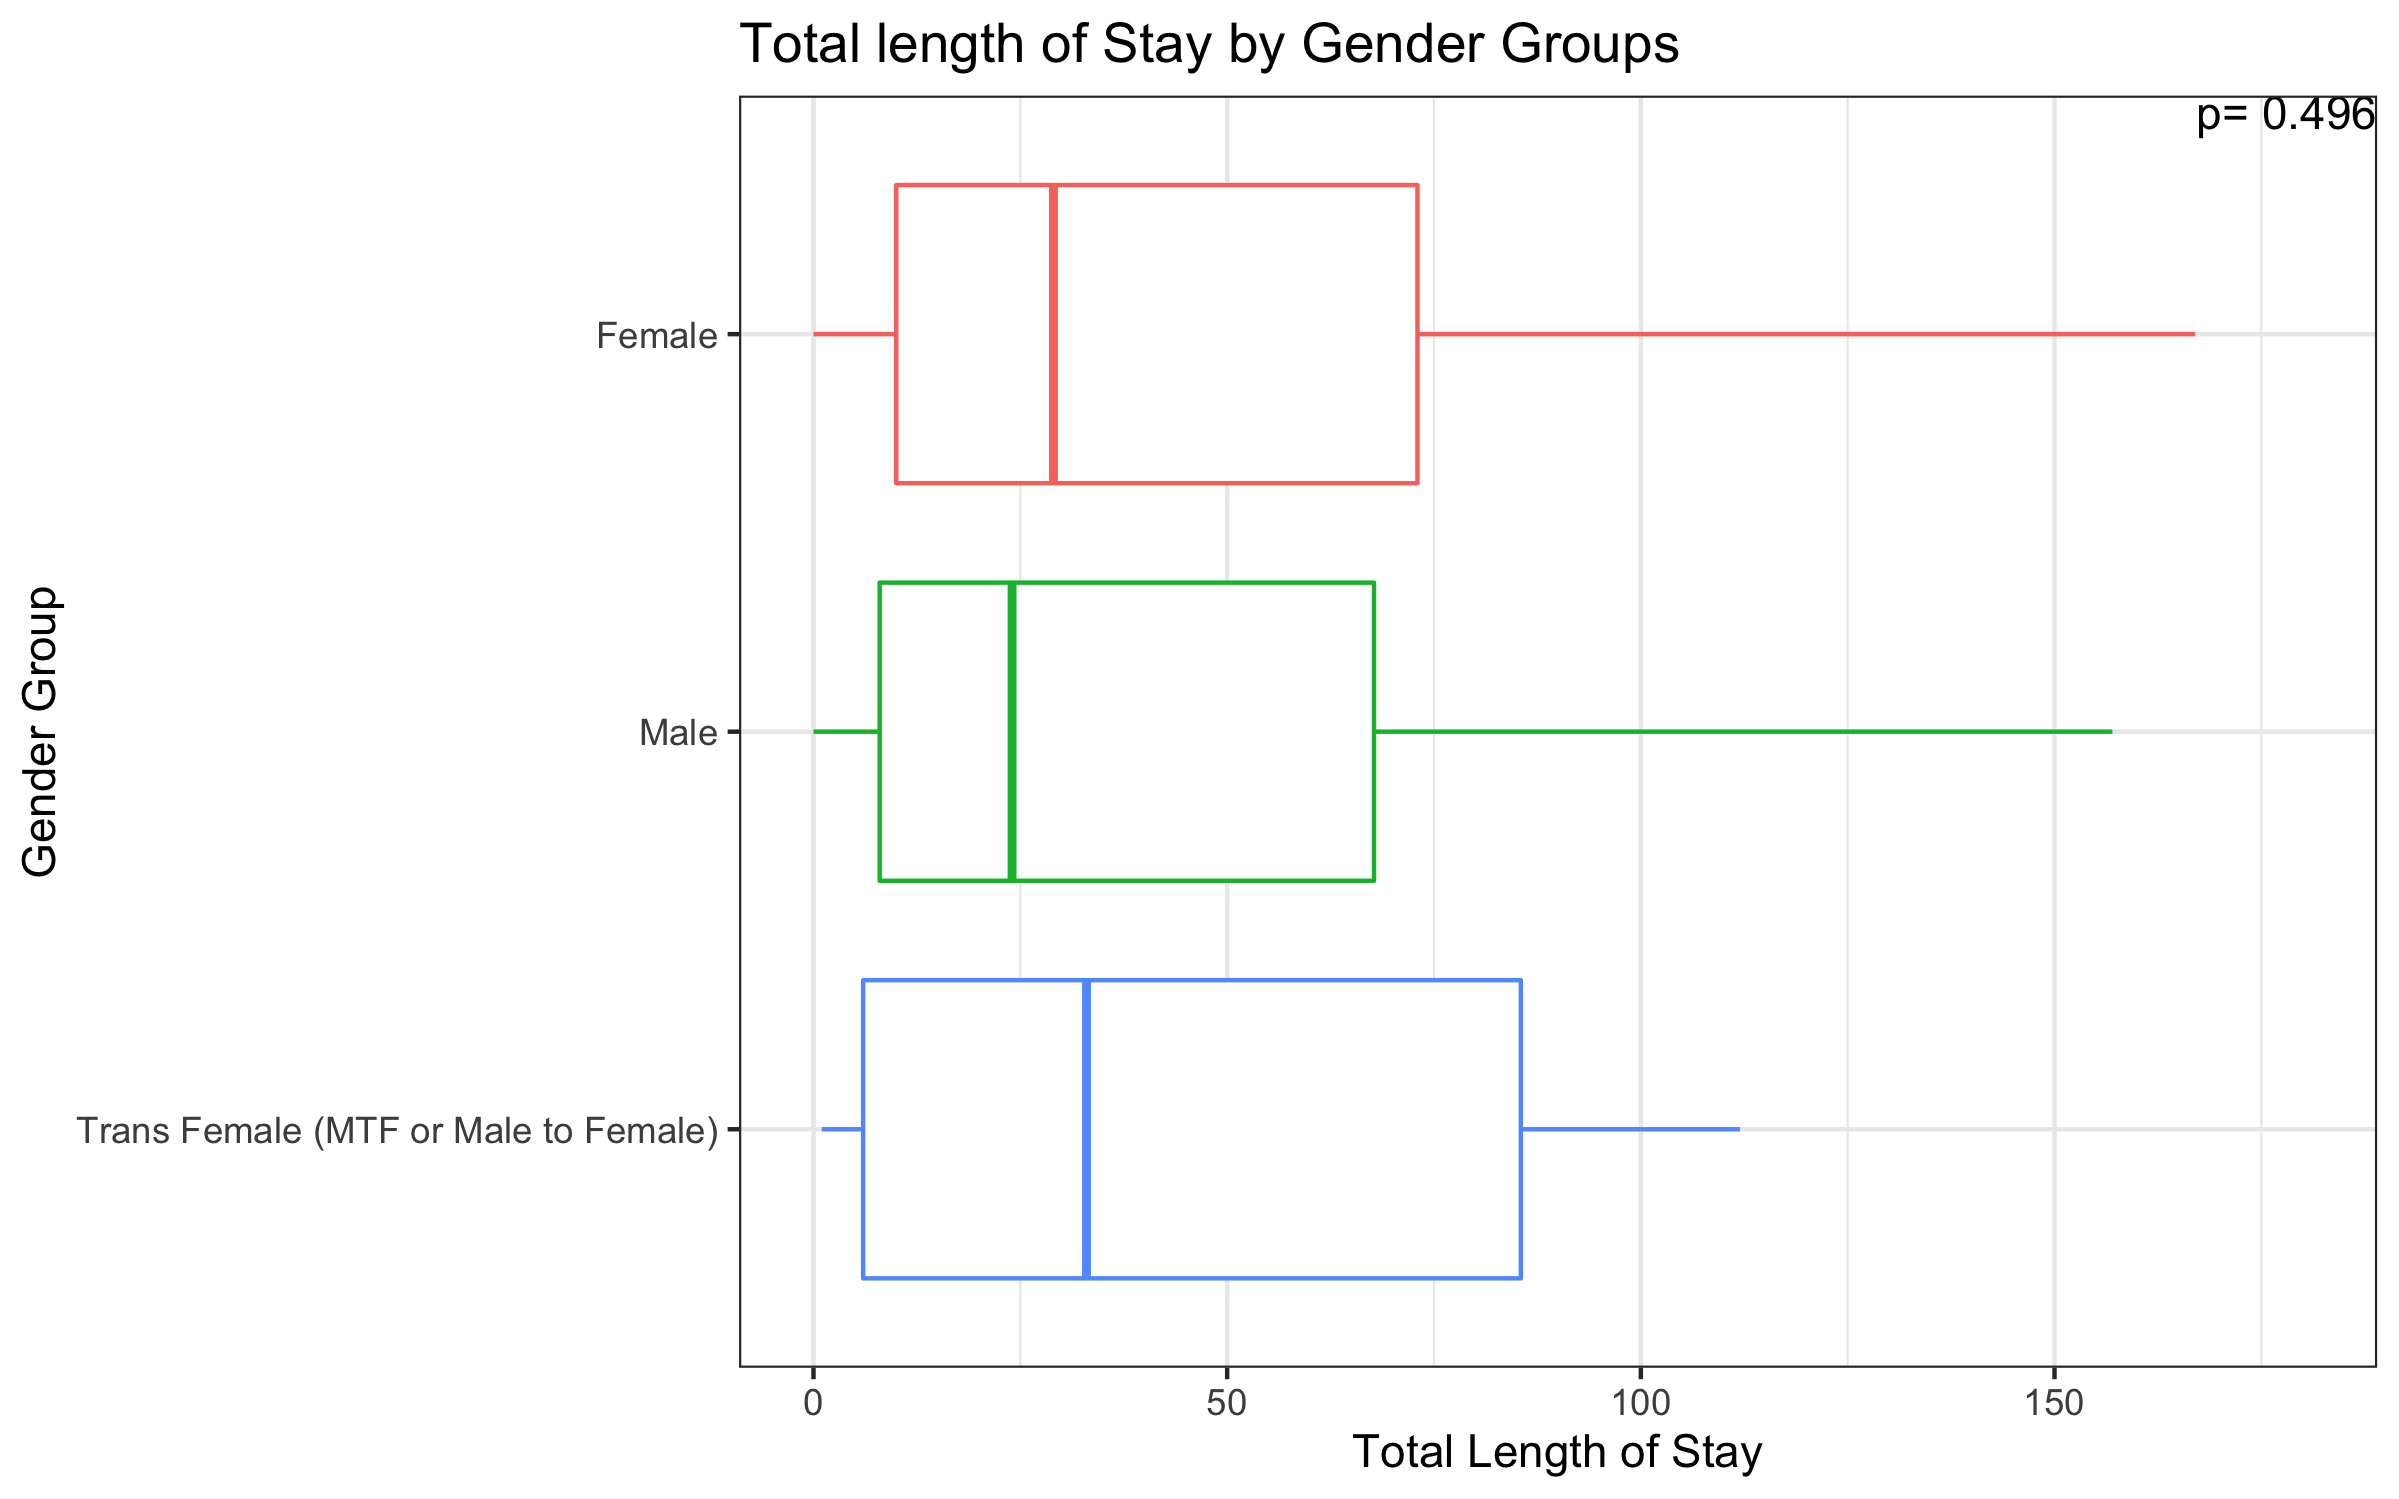 Total length of Stay by Gender Groups
p= 0.496
Gender Group
Female
Male
Trans Female (MTF or Male to Female)
0 50 100 150
Total Length of Stay